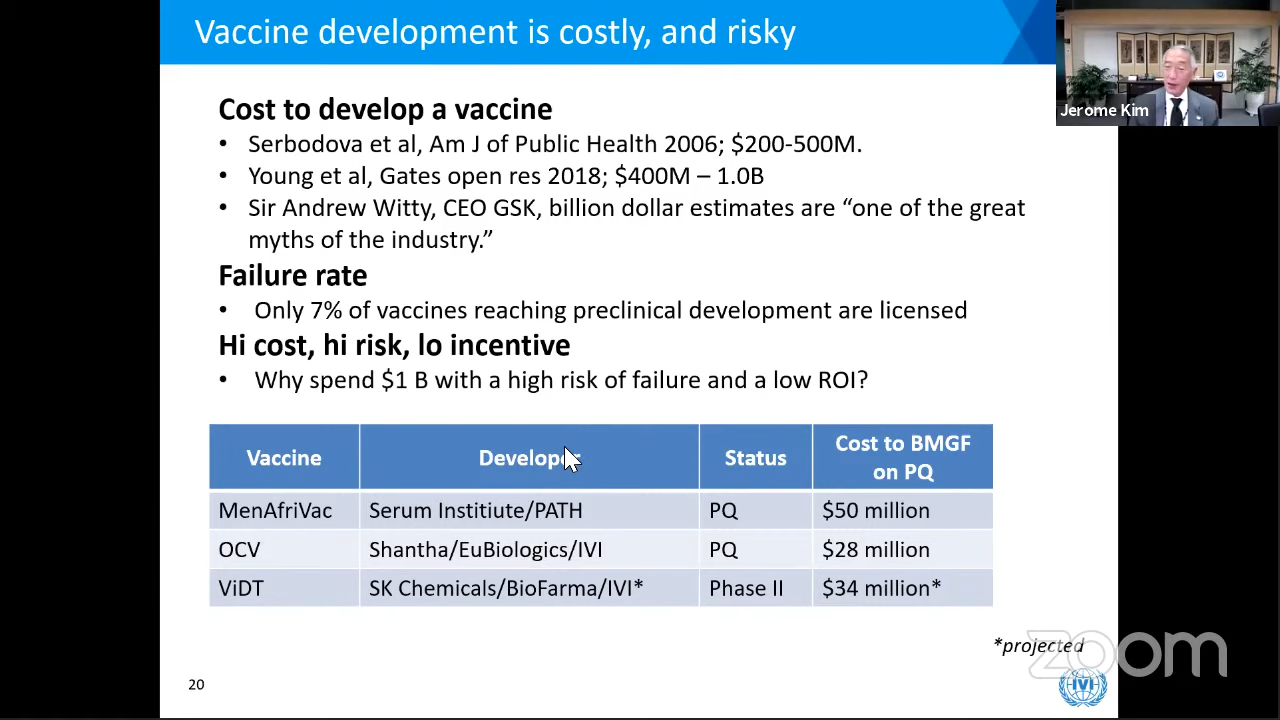 Vaccine development is costly, and risky
Jerome Kim
Cost to develop a vaccine
• Serbodova et al, Am J of Public Health 2006; $200-500M.
• Young et al, Gates open res 2018; $400M – 1.0B
• Sir Andrew Witty, CEO GSK, billion dollar estimates are “one of the great
myths of the industry.”
Failure rate
• Only 7% of vaccines reaching preclinical development are licensed
Hi cost, hi risk, lo incentive
• Why spend $1 B with a high risk of failure and a low ROI?
Vaccine Developer Status Cost to BMGF
on PQ
MenAfriVac Serum Institiute/PATH PQ $50 million
OCV Shantha/EuBiologics/IVI PQ $28 million
ViDT SK Chemicals/BioFarma/IVI* Phase II $34 million*
*projected
zoom
20
IVI